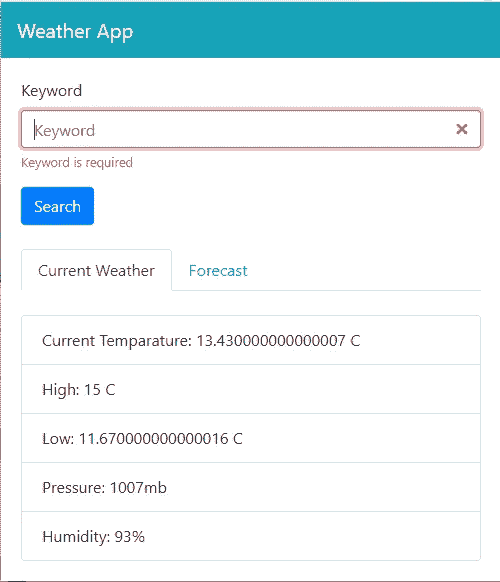 Weather App
Keyword
Keyword
Keyword is required
Search
Current Weather Forecast
Current Temparature: 13.430000000000007 C
High: 15 C
Low: 11.670000000000016 C
Pressure: 1007mb
Humidity: 93%